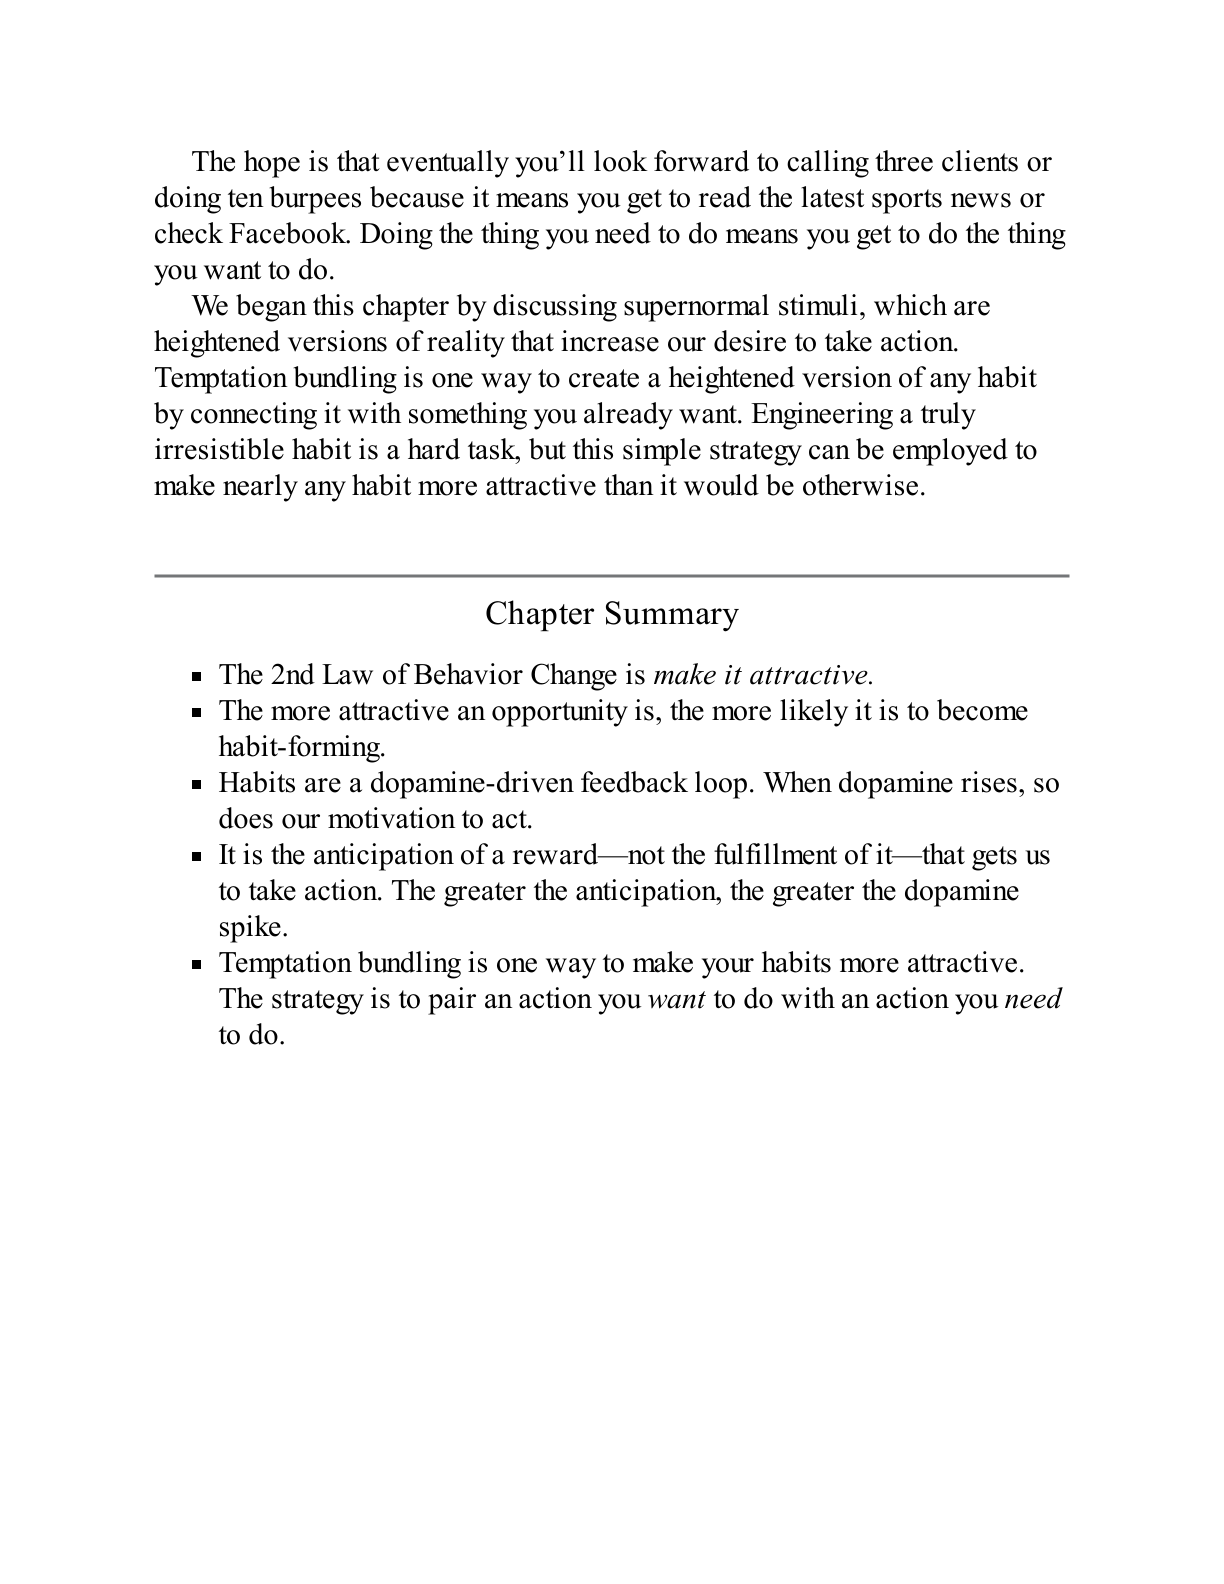 The hope is that eventually you’ll look forward to calling three clients or
doing ten burpees because it means you get to read the latest sports news or
check Facebook. Doing the thing you need to do means you get to do the thing
you want to do.
We began this chapter by discussing supernormal stimuli, which are
heightened versions of reality that increase our desire to take action.
Temptation bundling is one way to create a heightened version of any habit
by connecting it with something you already want. Engineering a truly
irresistible habit is a hard task, but this simple strategy can be employed to
make nearly any habit more attractive than it would be otherwise.
Chapter Summary
▪ The 2nd Law of Behavior Change is make it attractive.
▪ The more attractive an opportunity is, the more likely it is to become
habit-forming.
▪ Habits are a dopamine-driven feedback loop. When dopamine rises, so
does our motivation to act.
▪ It is the anticipation of a reward—not the fulfillment of it—that gets us
to take action. The greater the anticipation, the greater the dopamine
spike.
▪ Temptation bundling is one way to make your habits more attractive.
The strategy is to pair an action you want to do with an action you need
to do.